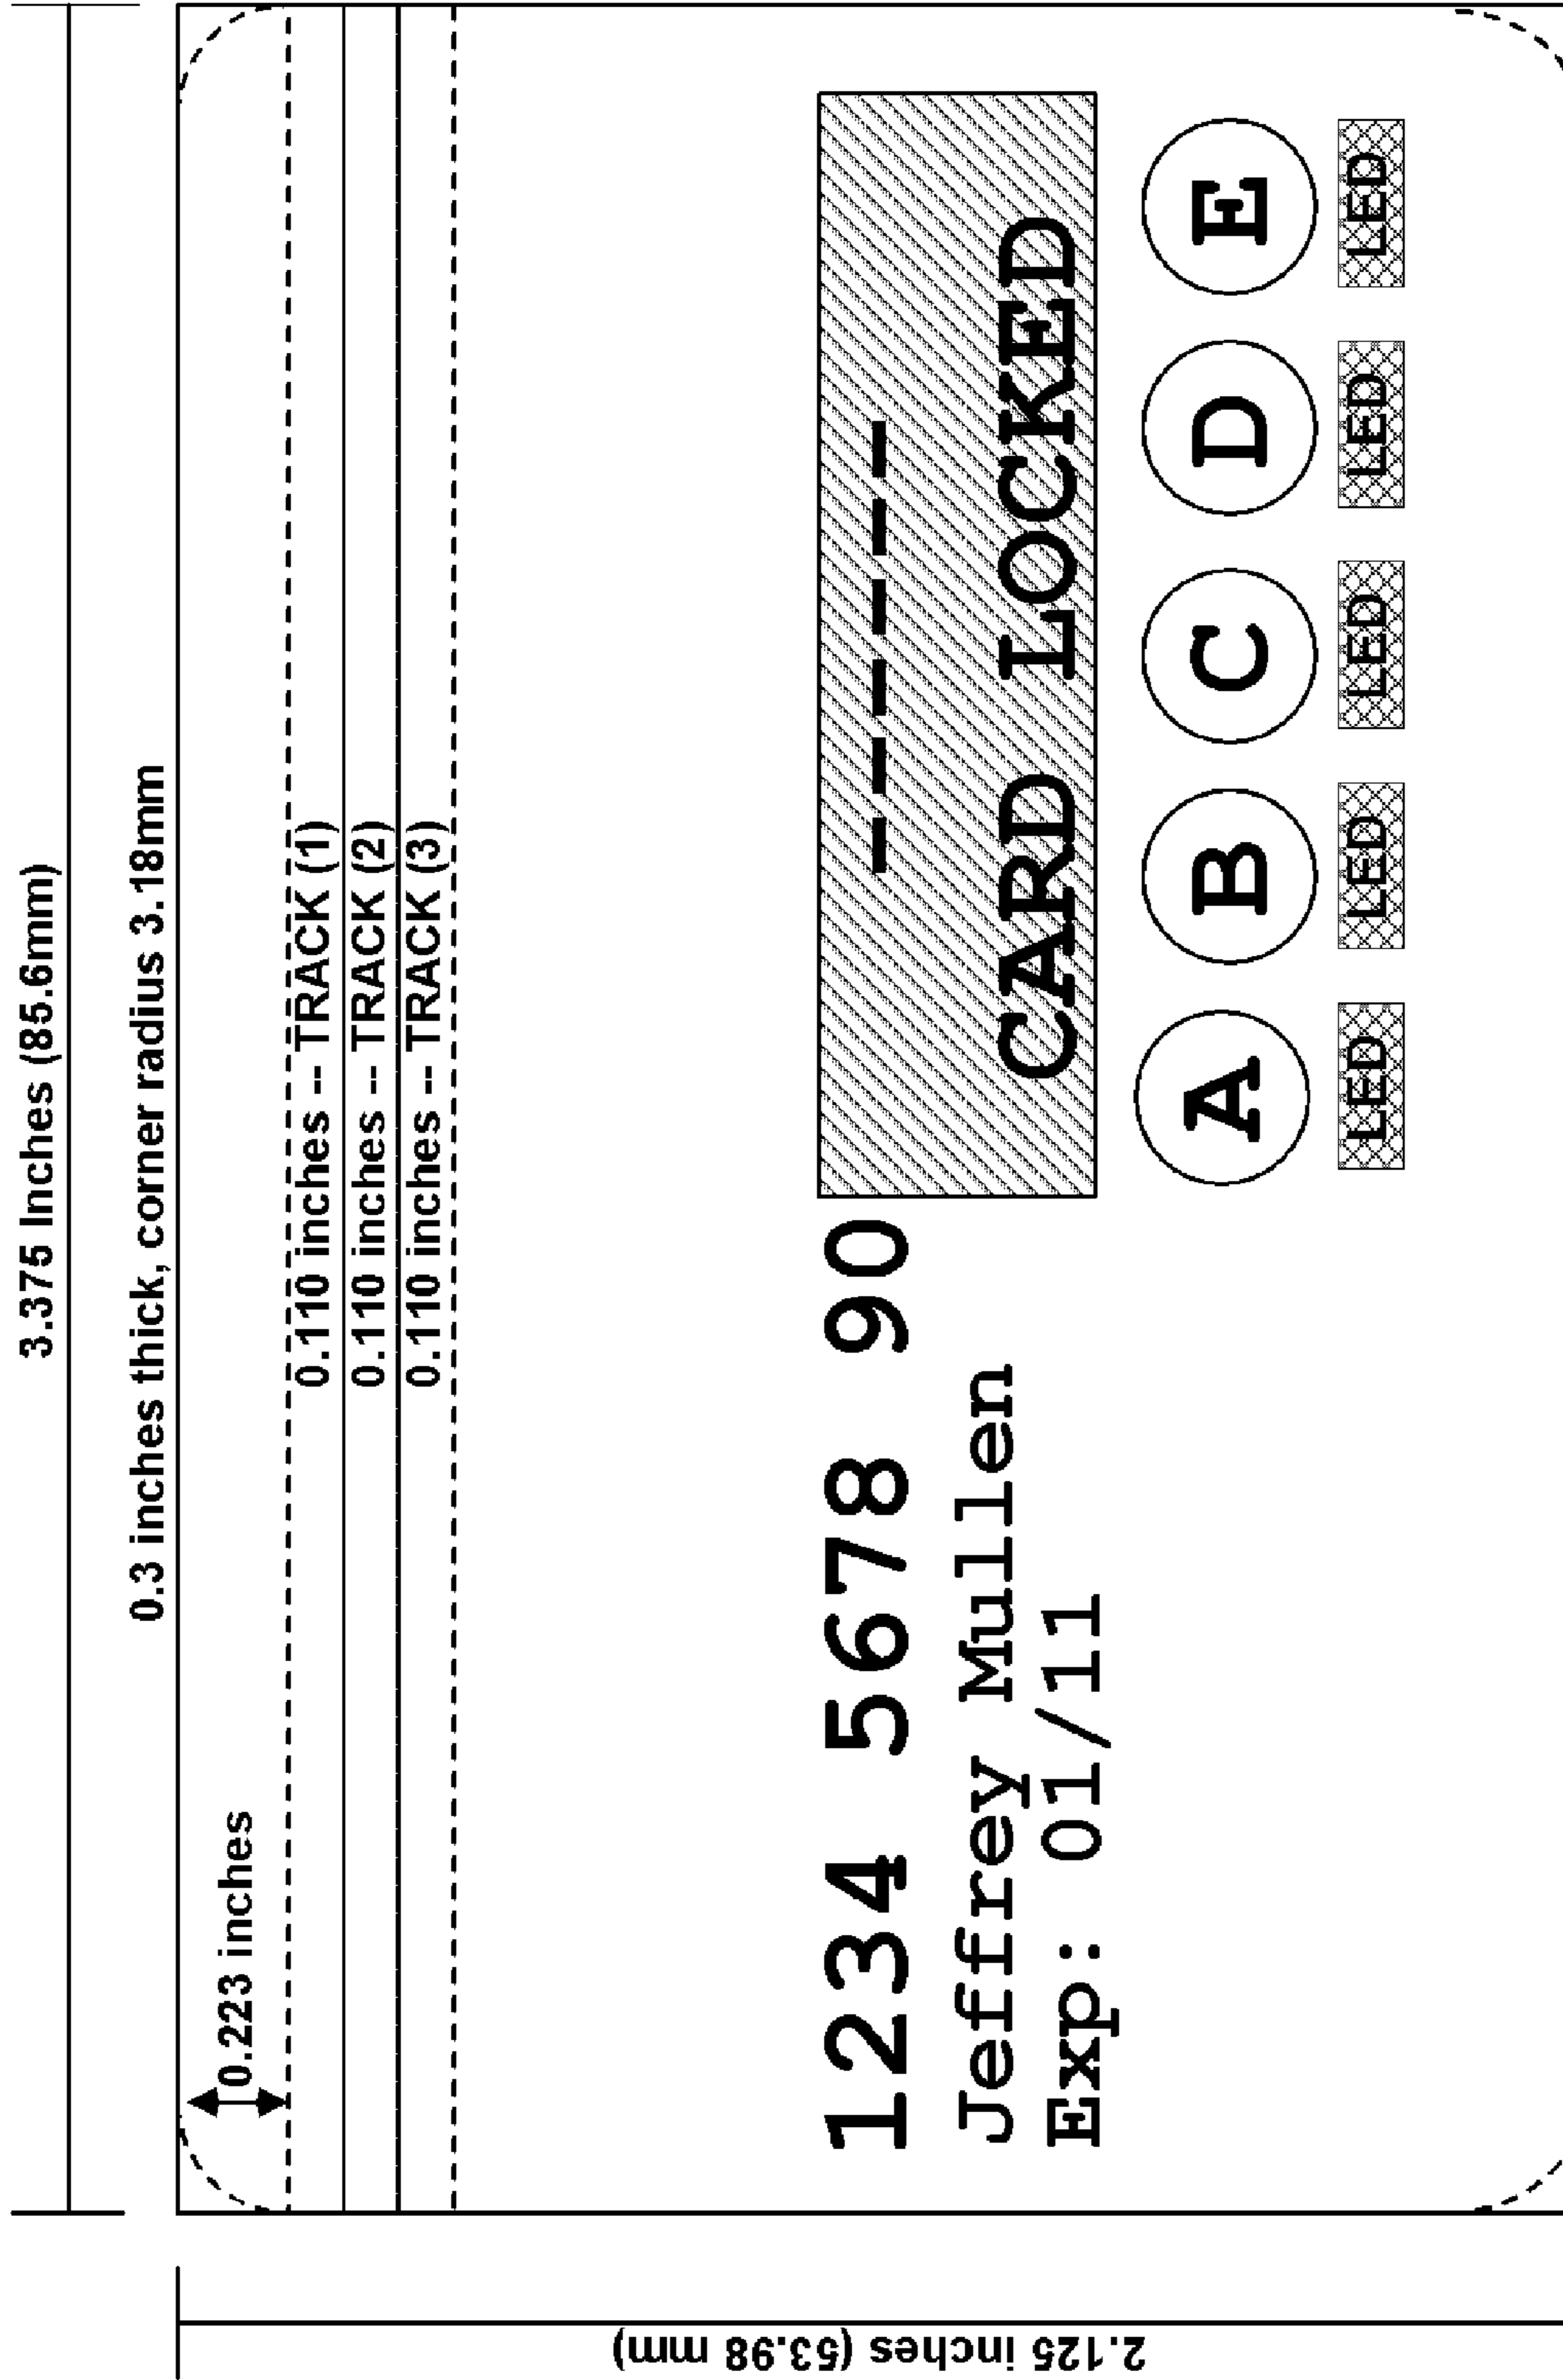 3.375 Inches (85.6mm)
0.3 inches thick, corner radius 3.18mm
0.223 inches
0.110 inches -- TRACK (1)
0.110 inches -- TRACK (2)
0.110 inches -- TRACK (3)
2.125 inches (53.98 mm)
1234 5678 90 ------
Jeffrey Mullen CARD LOCKED
Exp: 01/11
A B C D E
LED LED LED LED LED